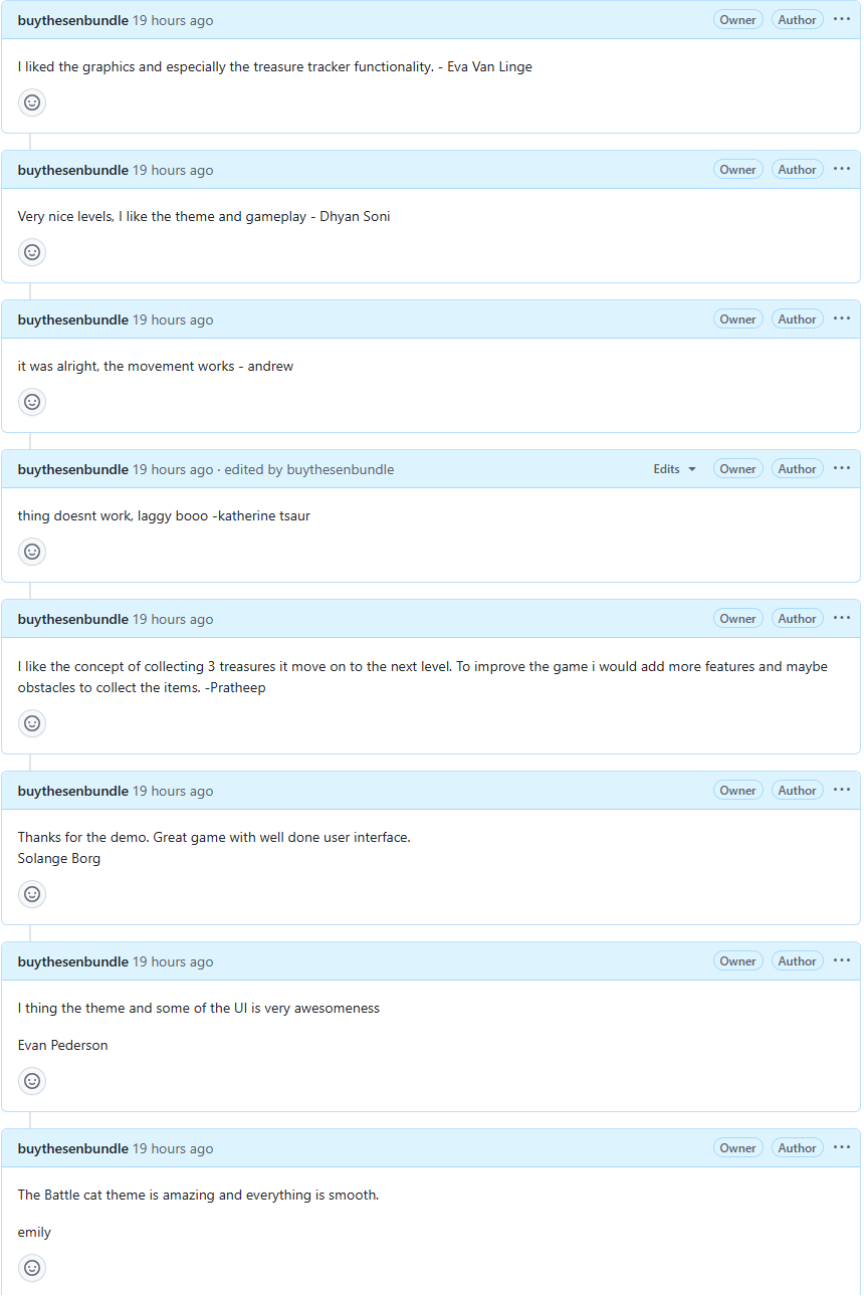 buythesenbundle 19 hours ago Owner Author ...
I liked the graphics and especially the treasure tracker functionality. - Eva Van Linge
buythesenbundle 19 hours ago Owner Author ...
Very nice levels, I like the theme and gameplay - Dhyan Soni
buythesenbundle 19 hours ago Owner Author ...
it was alright, the movement works - andrew
buythesenbundle 19 hours ago · edited by buythesenbundle Edits Owner Author ...
thing doesnt work, laggy booo -katherine tsaur
buythesenbundle 19 hours ago Owner Author ...
I like the concept of collecting 3 treasures it move on to the next level. To improve the game i would add more features and maybe
obstacles to collect the items. -Pratheep
buythesenbundle 19 hours ago Owner Author ...
Thanks for the demo. Great game with well done user interface.
Solange Borg
buythesenbundle 19 hours ago Owner Author ...
I thing the theme and some of the UI is very awesomeness
Evan Pederson
buythesenbundle 19 hours ago Owner Author ...
The Battle cat theme is amazing and everything is smooth.
emily